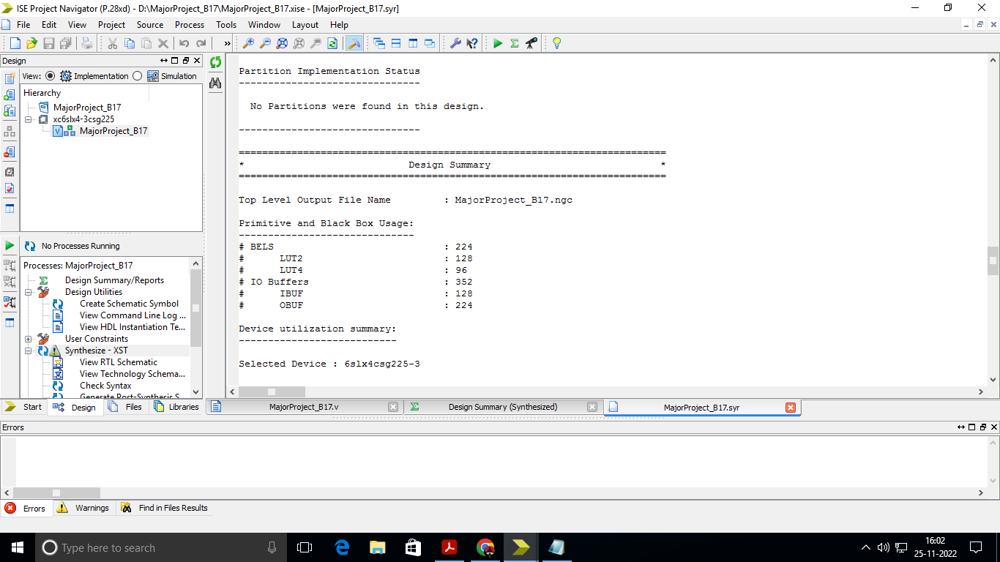 ISE Project Navigator (P.28xd) - D:\MajorProject_B17\MajorProject_B17.xise - [MajorProject_B17.syr]
File Edit View Project Source Process Tools Window Layout Help
»
Design
View: Implementation Simulation
Hierarchy
MajorProject_B17
xc6slx4-3csg225
V MajorProject_B17
No Processes Running
Processes: MajorProject_B17
Design Summary/Reports
Design Utilities
Create Schematic Symbol
View Command Line Log ...
View HDL Instantiation Te...
User Constraints
Synthesize - XST
View RTL Schematic
View Technology Schema...
Check Syntax
Generate Post-Synthesis S...
Start Design Files Libraries
Partition Implementation Status
-------------------------------
No Partitions were found in this design.
-------------------------------
=========================================================================
* Design Summary *
=========================================================================
Top Level Output File Name : MajorProject_B17.ngc
Primitive and Black Box Usage:
------------------------------
# BELS : 224
# LUT2 : 128
# LUT4 : 96
# IO Buffers : 352
# IBUF : 128
# OBUF : 224
Device utilization summary:
---------------------------
Selected Device : 6slx4csg225-3
MajorProject_B17.v Design Summary (Synthesized) MajorProject_B17.syr
Errors
Errors Warnings Find in Files Results
Type here to search
16:02
25-11-2022